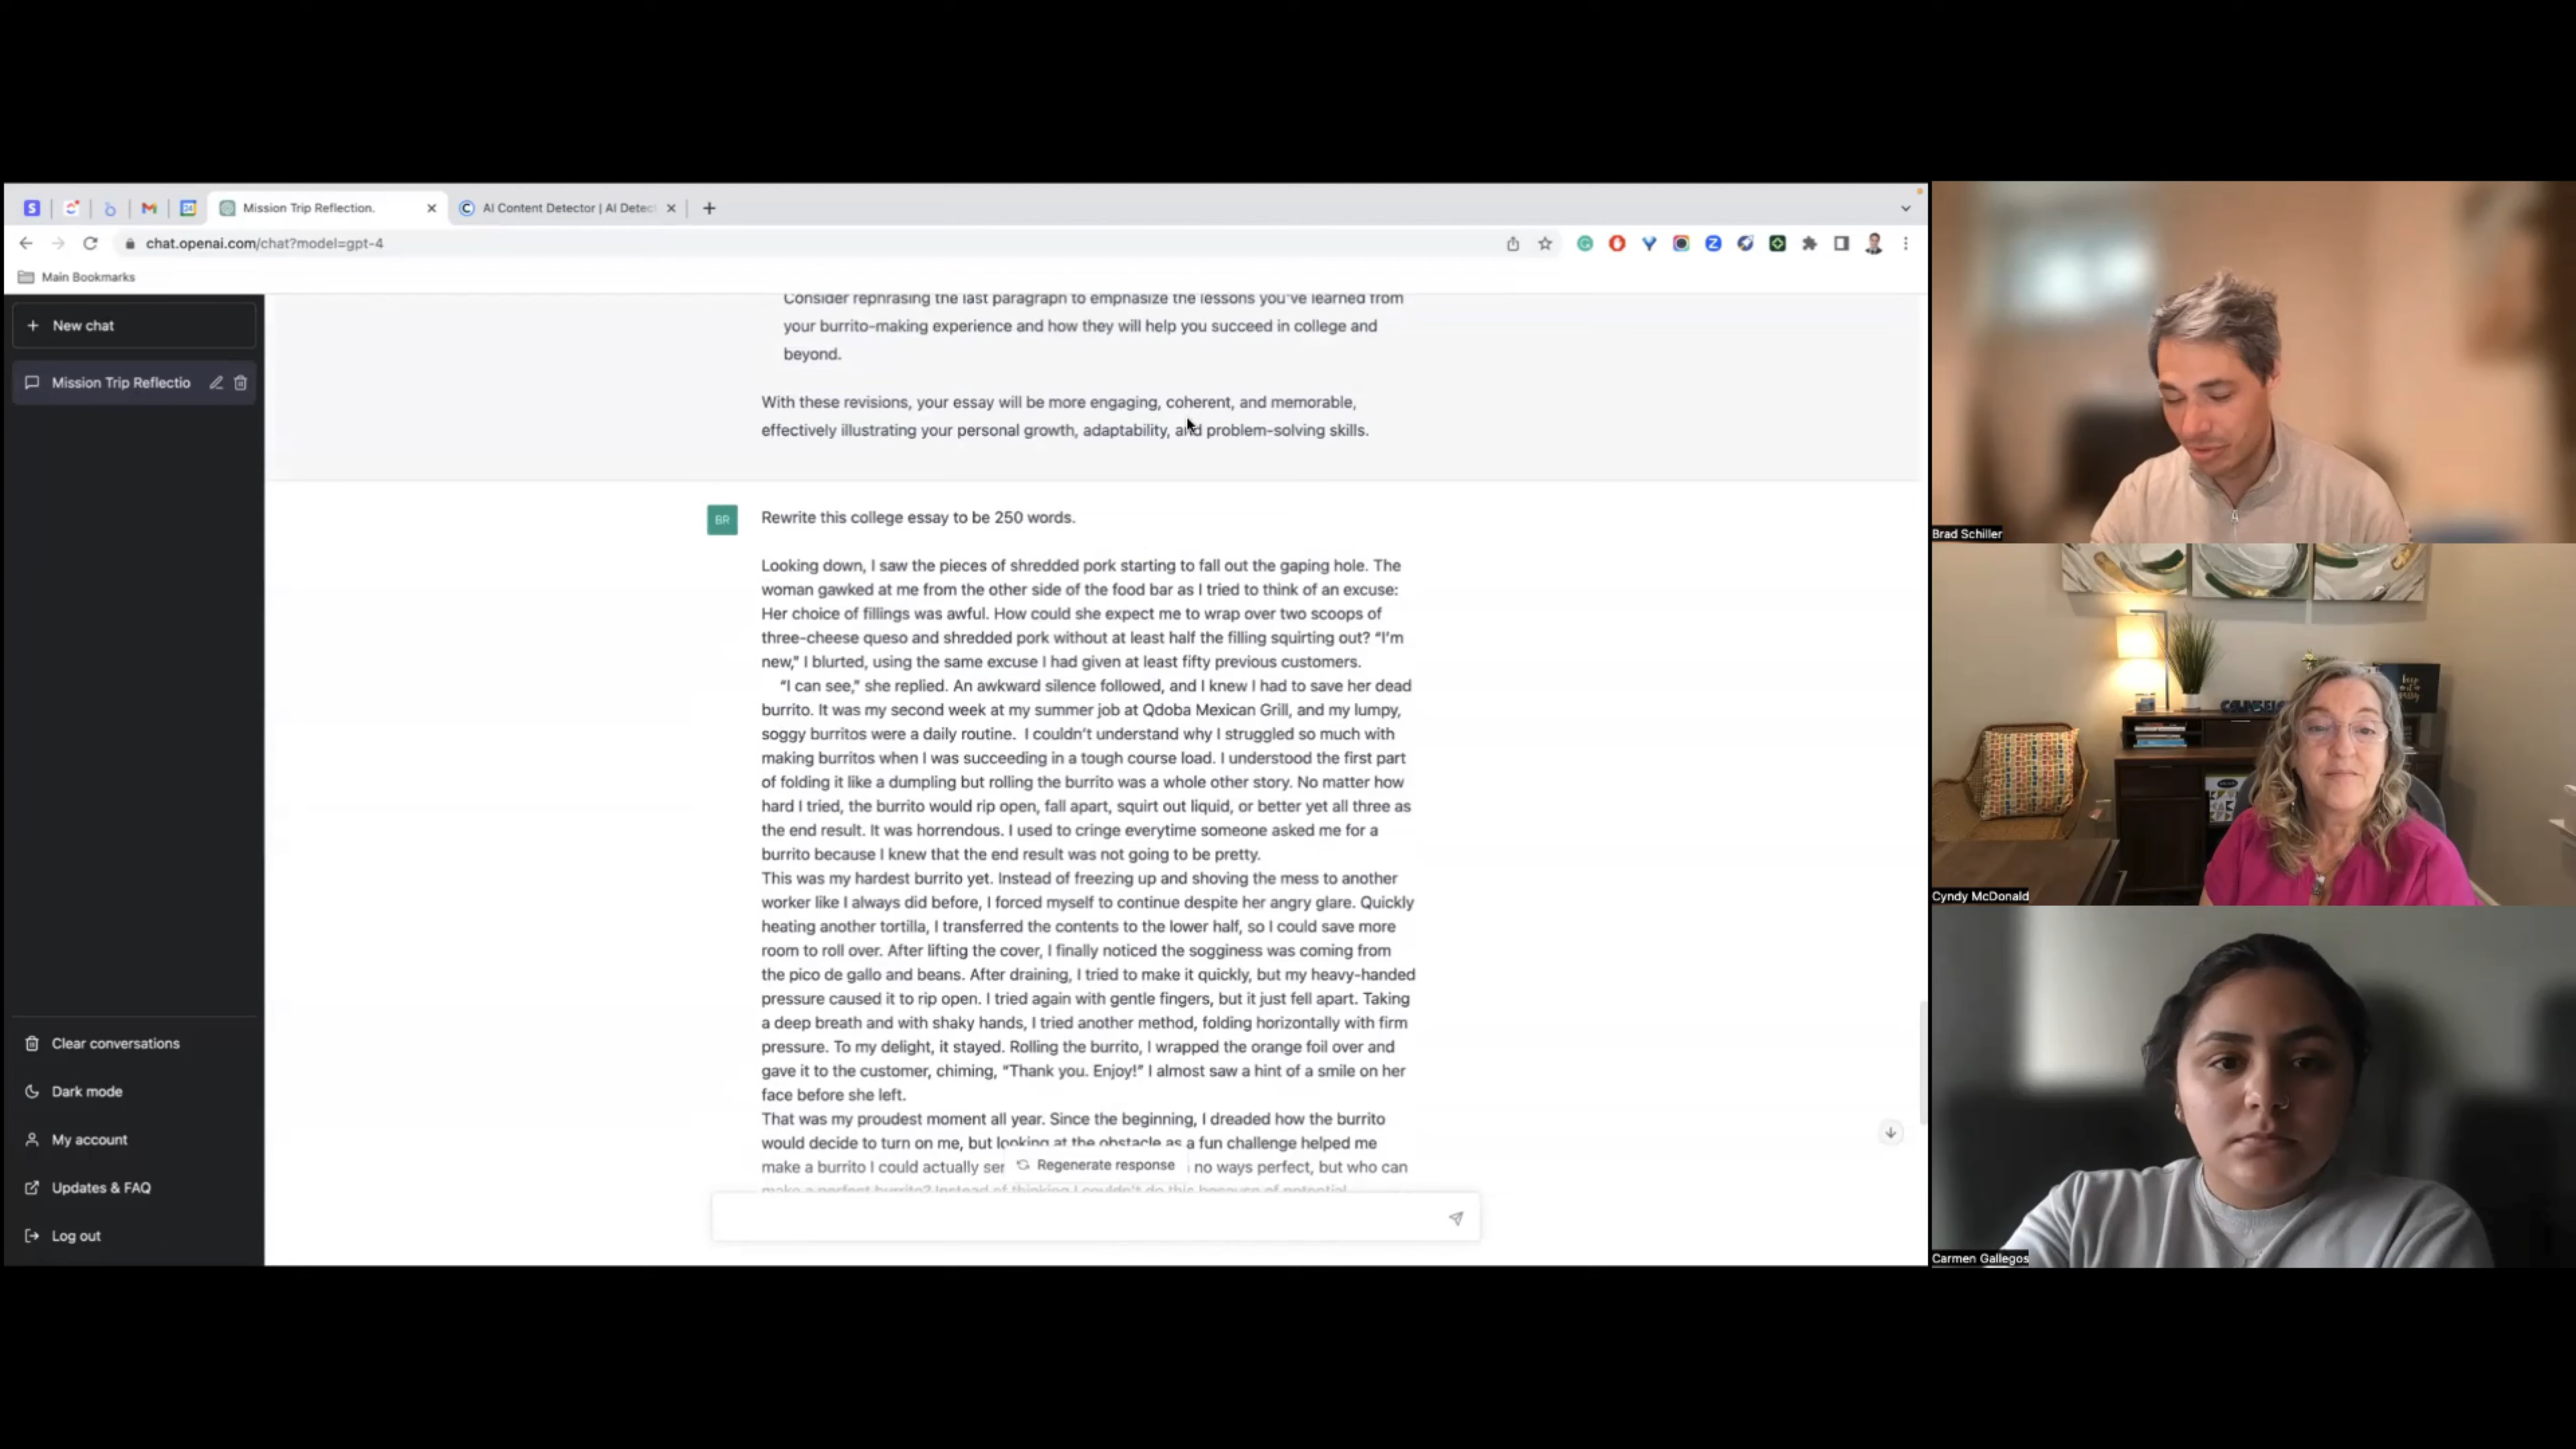 Mission Trip Reflection.
AI Content Detector | AI Detec
chat.openai.com/chat?model=gpt-4
Main Bookmarks
New chat
Mission Trip Reflectio
Clear conversations
Dark mode
My account
Updates & FAQ
Log out
Consider rephrasing the last paragraph to emphasize the lessons you've learned from
your burrito-making experience and how they will help you succeed in college and
beyond.
With these revisions, your essay will be more engaging, coherent, and memorable,
effectively illustrating your personal growth, adaptability, and problem-solving skills.
BR
Rewrite this college essay to be 250 words.
Looking down, I saw the pieces of shredded pork starting to fall out the gaping hole. The
woman gawked at me from the other side of the food bar as I tried to think of an excuse:
Her choice of fillings was awful. How could she expect me to wrap over two scoops of
three-cheese queso and shredded pork without at least half the filling squirting out? “I’m
new,” I blurted, using the same excuse I had given at least fifty previous customers.
“I can see,” she replied. An awkward silence followed, and I knew I had to save her dead
burrito. It was my second week at my summer job at Qdoba Mexican Grill, and my lumpy,
soggy burritos were a daily routine.  I couldn’t understand why I struggled so much with
making burritos when I was succeeding in a tough course load. I understood the first part
of folding it like a dumpling but rolling the burrito was a whole other story. No matter how
hard I tried, the burrito would rip open, fall apart, squirt out liquid, or better yet all three as
the end result. It was horrendous. I used to cringe everytime someone asked me for a
burrito because I knew that the end result was not going to be pretty.
This was my hardest burrito yet. Instead of freezing up and shoving the mess to another
worker like I always did before, I forced myself to continue despite her angry glare. Quickly
heating another tortilla, I transferred the contents to the lower half, so I could save more
room to roll over. After lifting the cover, I finally noticed the sogginess was coming from
the pico de gallo and beans. After draining, I tried to make it quickly, but my heavy-handed
pressure caused it to rip open. I tried again with gentle fingers, but it just fell apart. Taking
a deep breath and with shaky hands, I tried another method, folding horizontally with firm
pressure. To my delight, it stayed. Rolling the burrito, I wrapped the orange foil over and
gave it to the customer, chiming, “Thank you. Enjoy!” I almost saw a hint of a smile on her
face before she left.
That was my proudest moment all year. Since the beginning, I dreaded how the burrito
would decide to turn on me, but looking at the obstacle as a fun challenge helped me
make a burrito I could actually ser
Regenerate response
no ways perfect, but who can
make a perfect burrito? Instead of thinking I couldn't do this because of potential
Brad Schiller
Cyndy McDonald
Carmen Gallegos